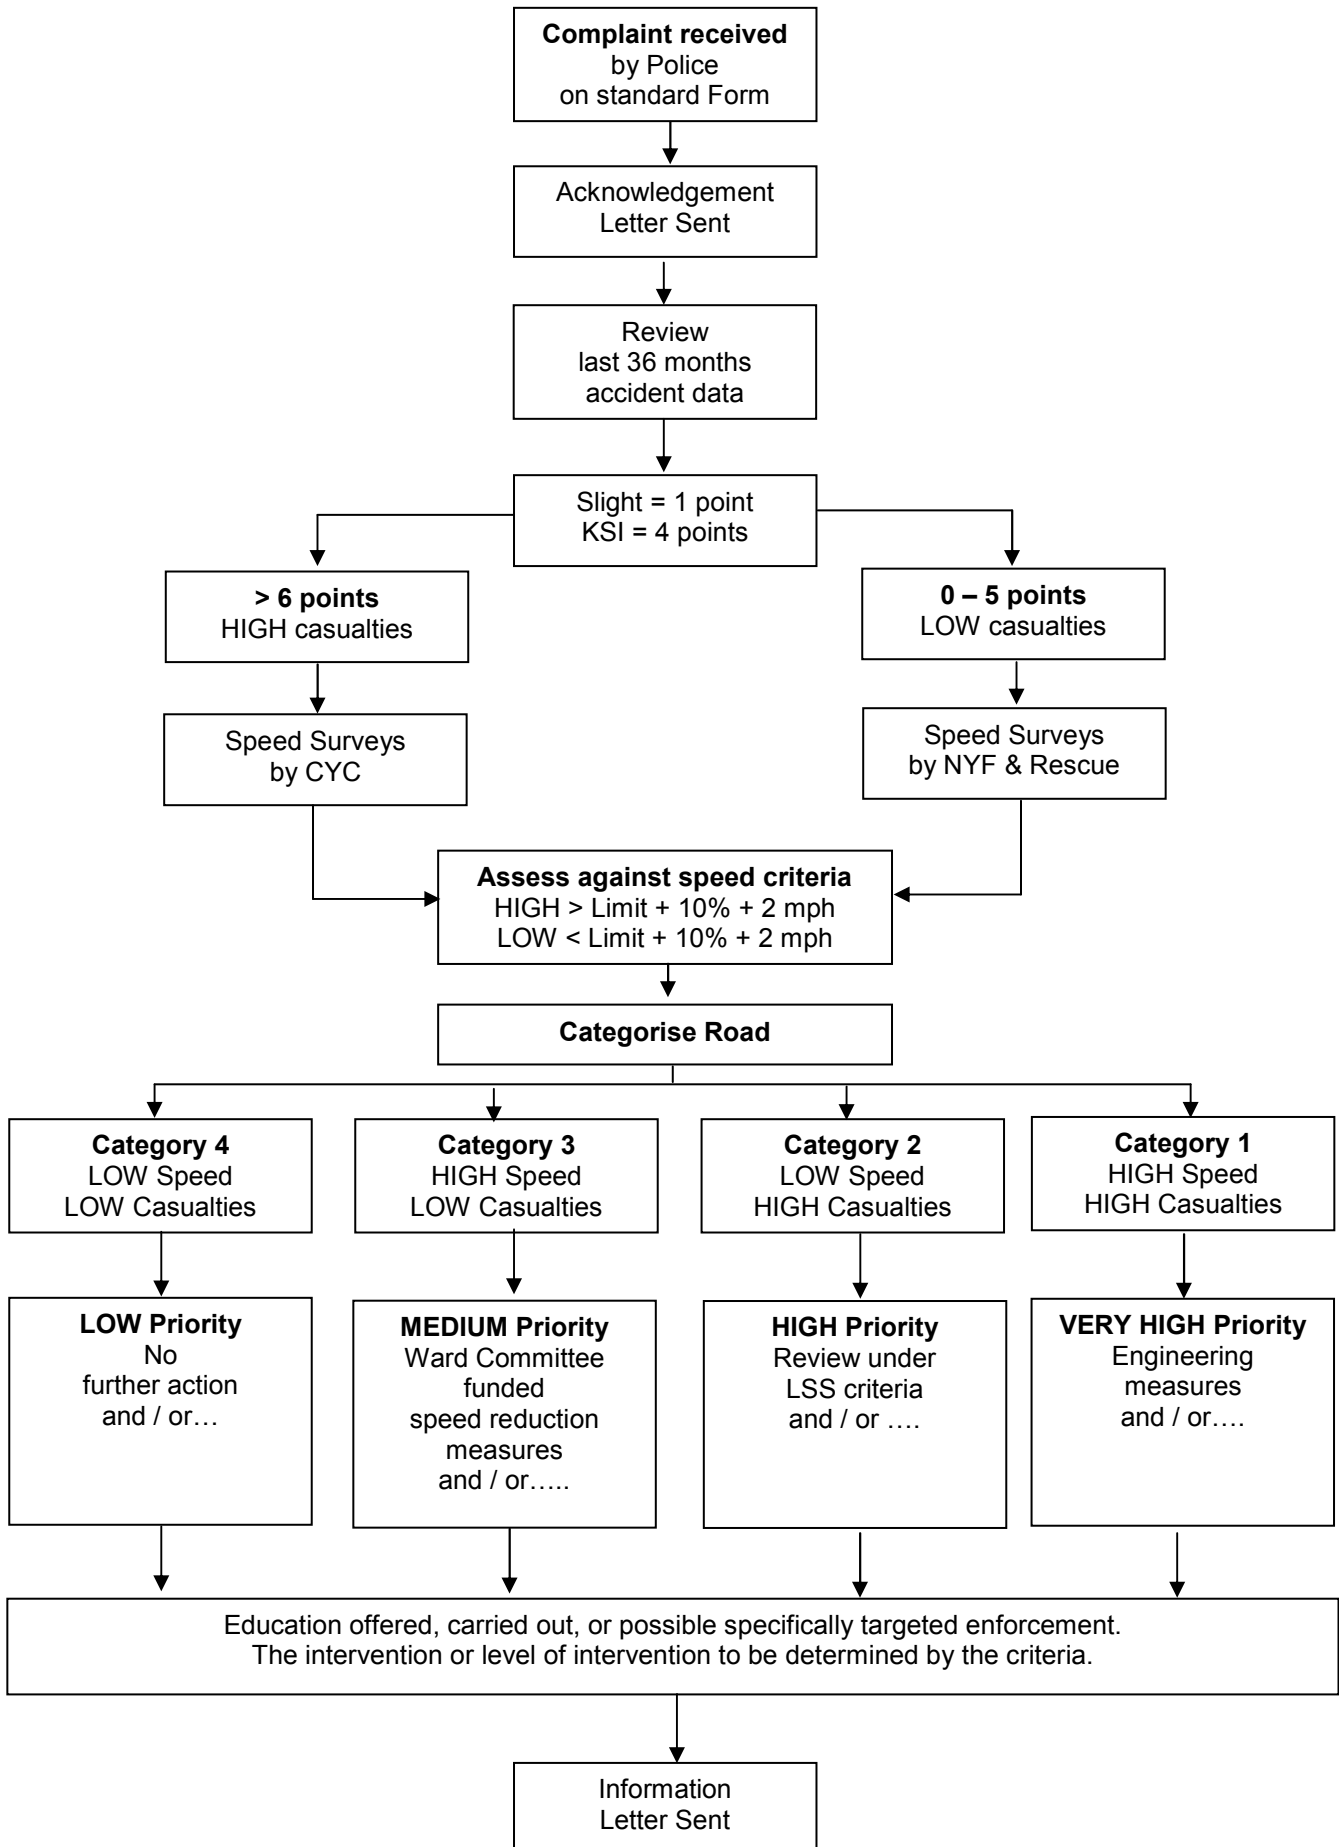 Complaint received
by Police
on standard Form
Acknowledgement
Letter Sent
Review
last 36 months
accident data
Slight = 1 point
KSI = 4 points
> 6 points
HIGH casualties
0 – 5 points
LOW casualties
Speed Surveys
by CYC
Speed Surveys
by NYF & Rescue
Assess against speed criteria
HIGH > Limit + 10% + 2 mph
LOW < Limit + 10% + 2 mph
Categorise Road
Category 4
LOW Speed
LOW Casualties
Category 3
HIGH Speed
LOW Casualties
Category 2
LOW Speed
HIGH Casualties
Category 1
HIGH Speed
HIGH Casualties
LOW Priority
No
further action
and / or…
MEDIUM Priority
Ward Committee
funded
speed reduction
measures
and / or…..
HIGH Priority
Review under
LSS criteria
and / or ….
VERY HIGH Priority
Engineering
measures
and / or….
Education offered, carried out, or possible specifically targeted enforcement.
The intervention or level of intervention to be determined by the criteria.
Information
Letter Sent